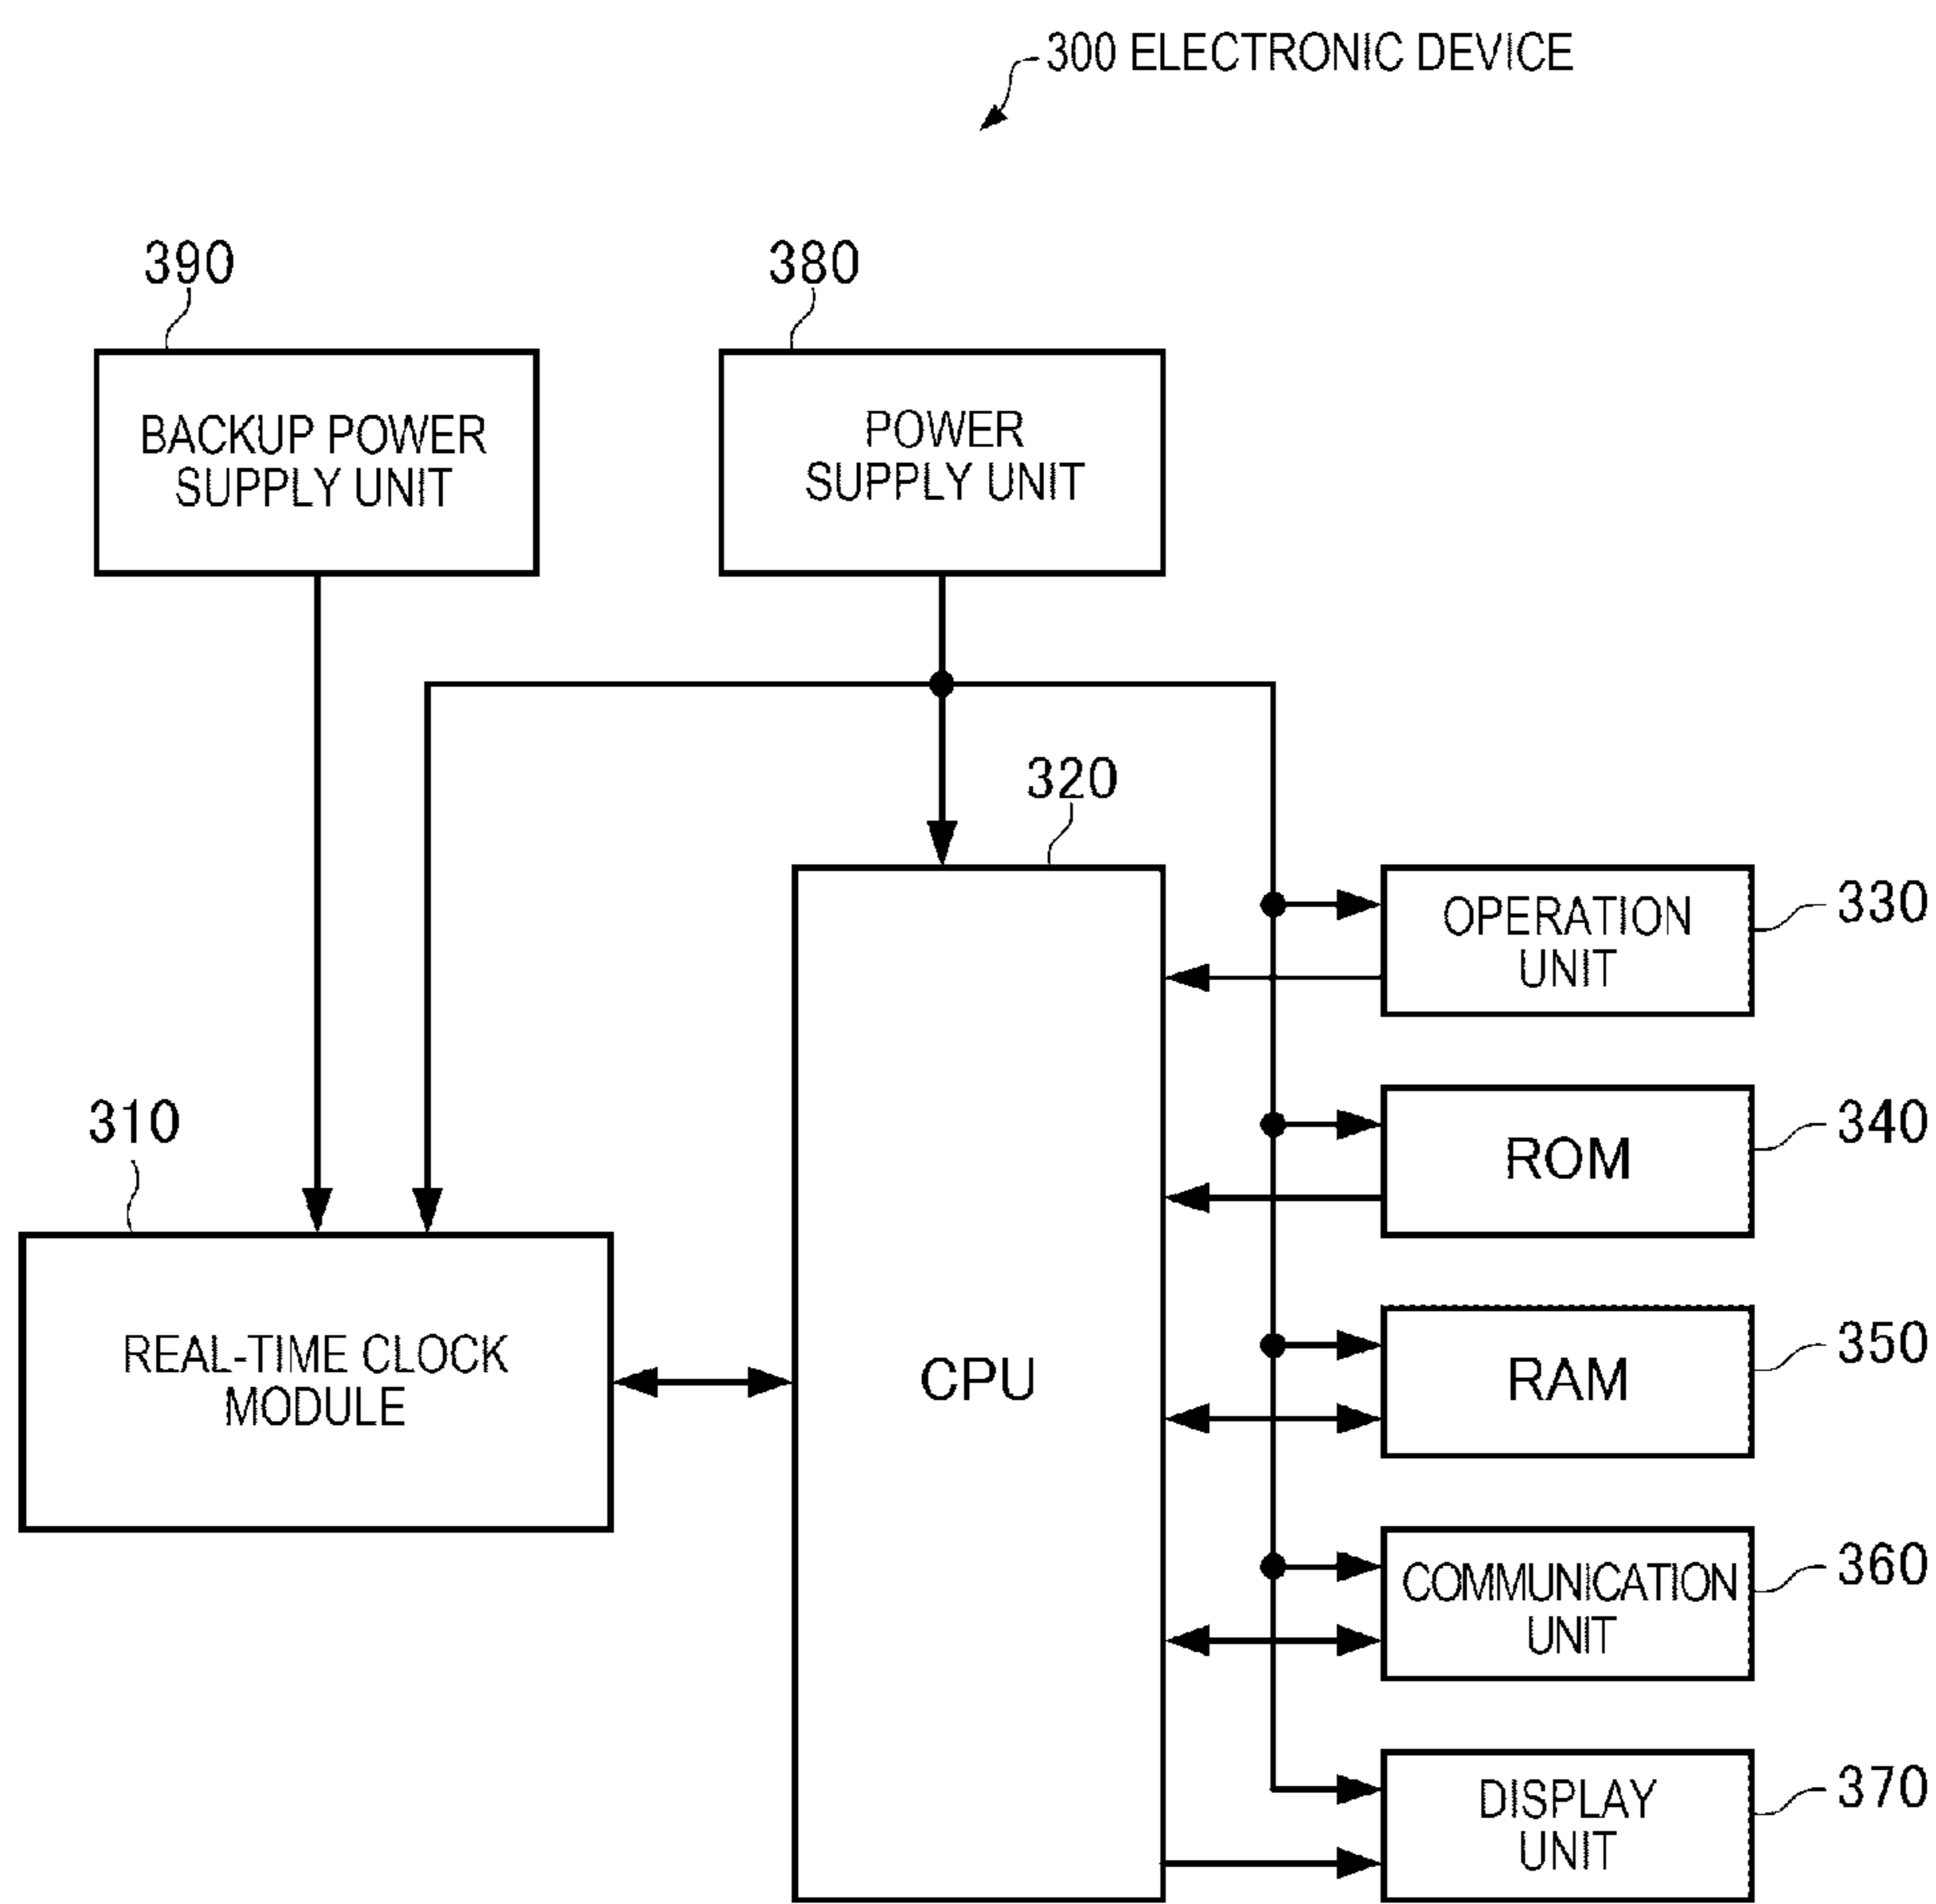 300 ELECTRONIC DEVICE
390
380
BACKUP POWER
SUPPLY UNIT
POWER
SUPPLY UNIT
320
330
OPERATION
UNIT
310
340
ROM
REAL-TIME CLOCK
MODULE
CPU
350
RAM
360
COMMUNICATION
UNIT
370
DISPLAY
UNIT